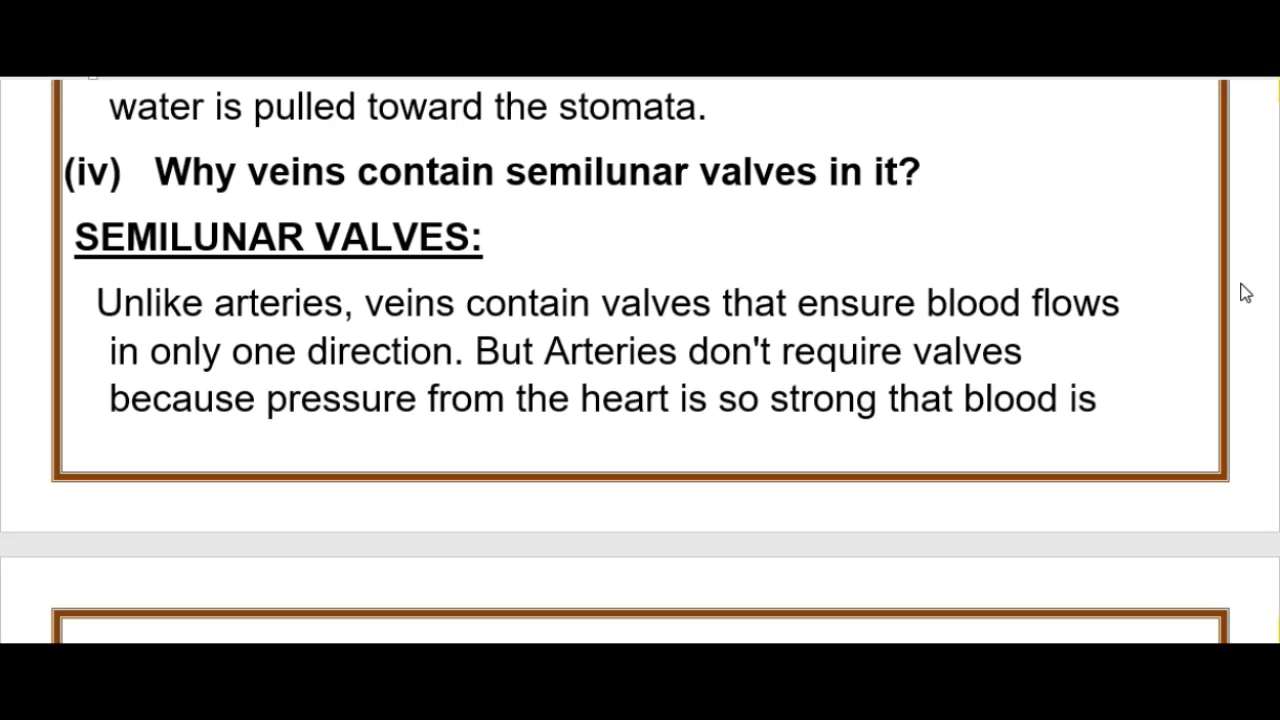 water is pulled toward the stomata.
(iv) Why veins contain semilunar valves in it?
SEMILUNAR VALVES:
Unlike arteries, veins contain valves that ensure blood flows
in only one direction. But Arteries don't require valves
because pressure from the heart is so strong that blood is